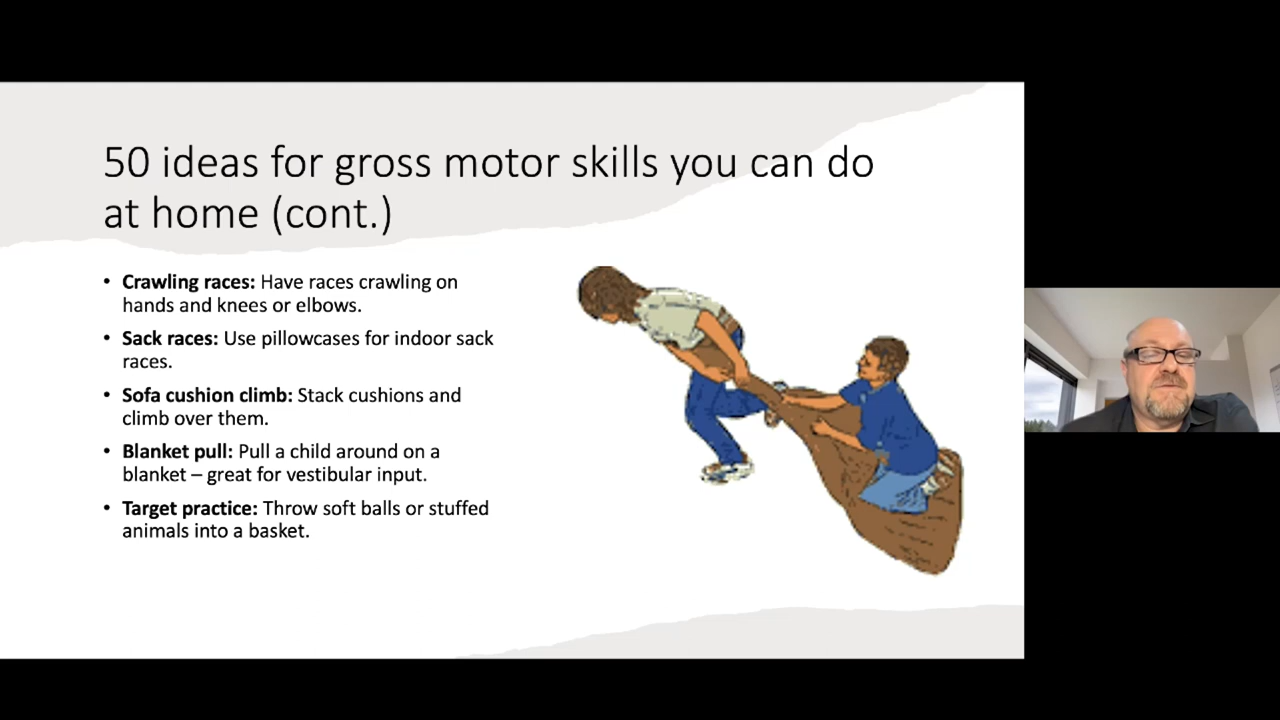 50 ideas for gross motor skills you can do
at home (cont.)
• Crawling races: Have races crawling on
hands and knees or elbows.
• Sack races: Use pillowcases for indoor sack
races.
• Sofa cushion climb: Stack cushions and
climb over them.
• Blanket pull: Pull a child around on a
blanket – great for vestibular input.
• Target practice: Throw soft balls or stuffed
animals into a basket.